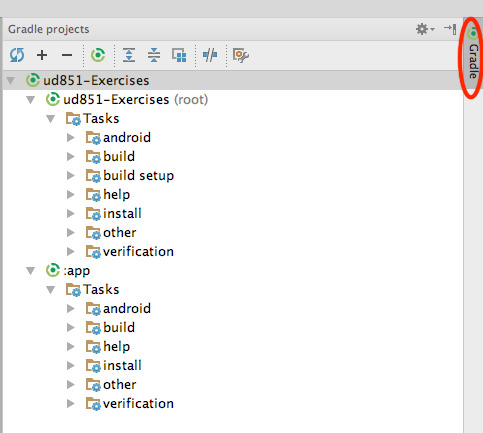 Gradle projects
Gradle
ud851-Exercises
ud851-Exercises (root)
Tasks
android
build
build setup
help
install
other
verification
:app
Tasks
android
build
help
install
other
verification